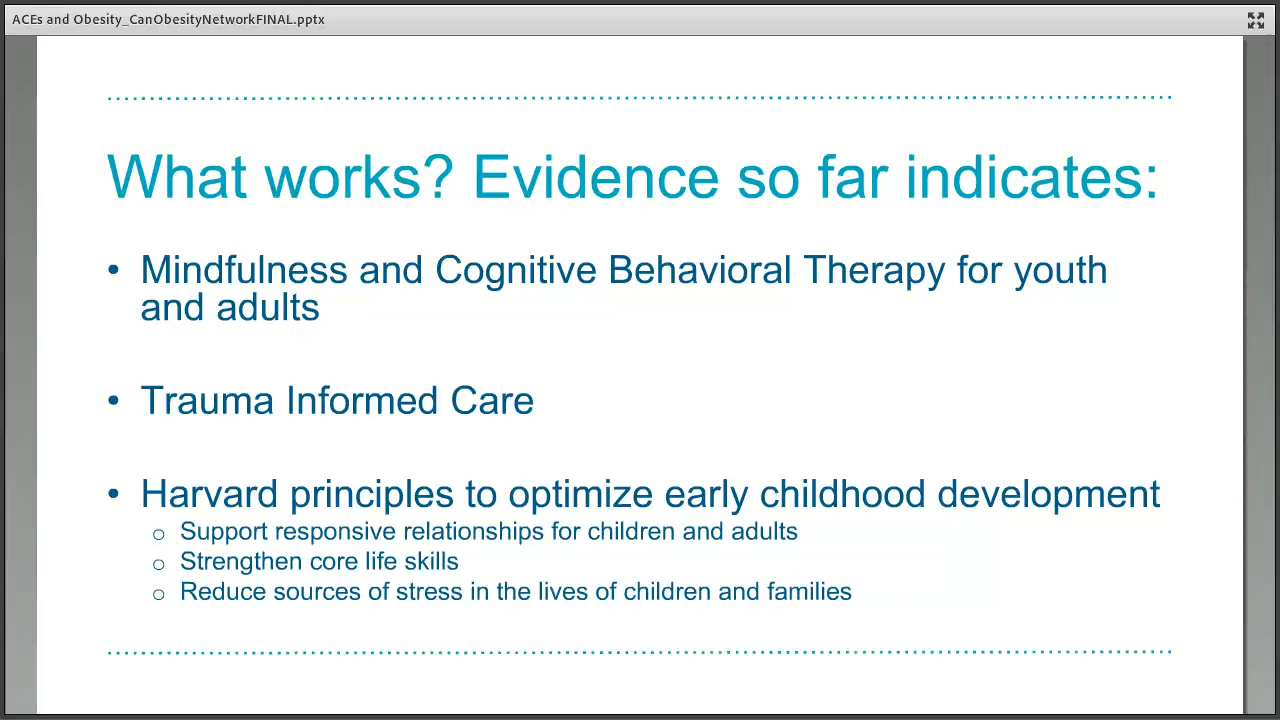 ACEs and Obesity_CanObesityNetworkFINAL.pptx
What works? Evidence so far indicates:
• Mindfulness and Cognitive Behavioral Therapy for youth
and adults
• Trauma Informed Care
• Harvard principles to optimize early childhood development
o Support responsive relationships for children and adults
o Strengthen core life skills
o Reduce sources of stress in the lives of children and families